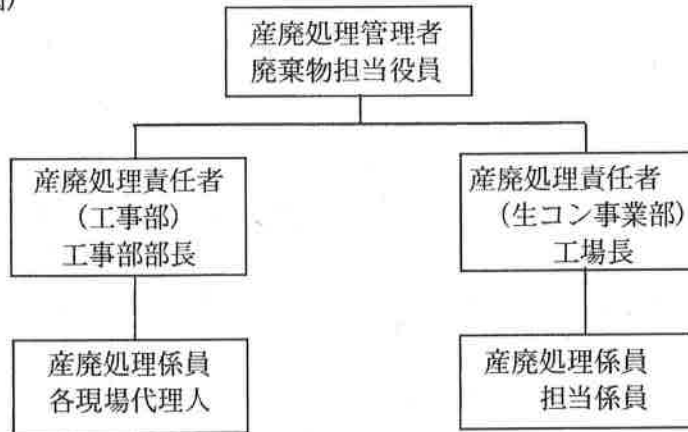 産廃処理管理者
廃棄物担当役員
産廃処理責任者
（工事部）
工事部部長
産廃処理責任者
（生コン事業部）
工場長
産廃処理係員
各現場代理人
産廃処理係員
担当係員